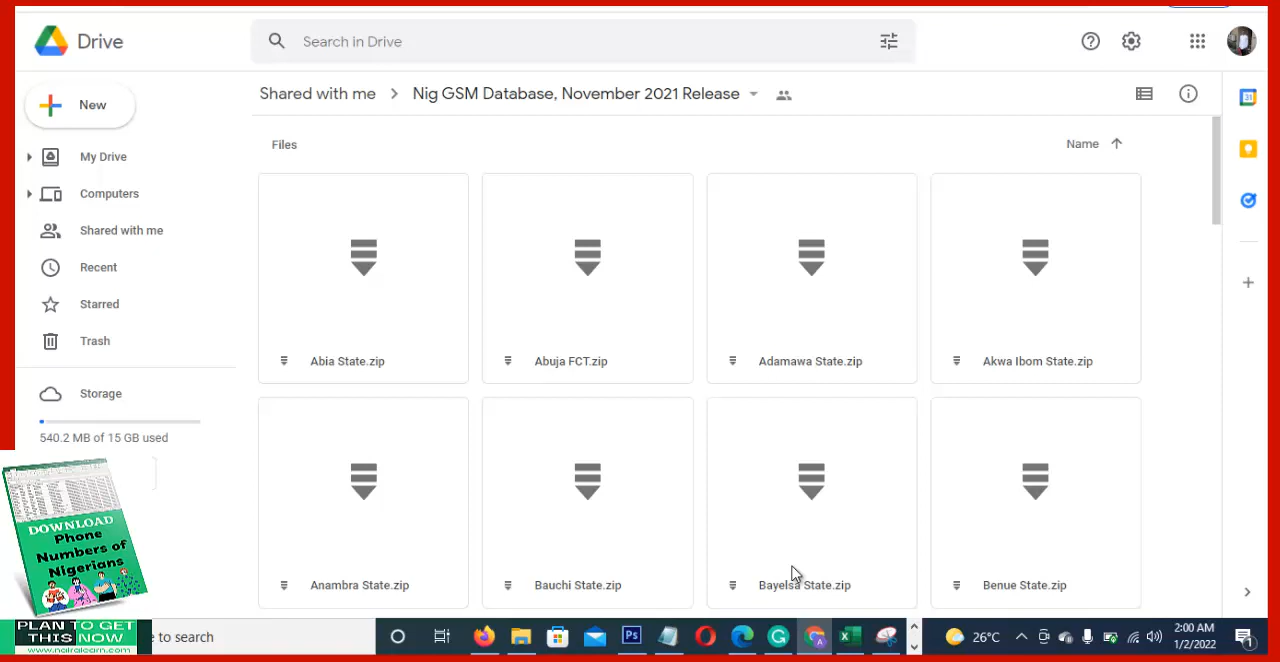 Drive
Search in Drive
New
Shared with me > Nig GSM Database, November 2021 Release
31
My Drive
Computers
Shared with me
Recent
Starred
Trash
Storage
540.2 MB of 15 GB used
Files
Name
Abia State.zip
Abuja FCT.zip
Adamawa State.zip
Akwa Ibom State.zip
Anambra State.zip
Bauchi State.zip
Bayelsa State.zip
Benue State.zip
DOWNLOAD
Phone
Numbers of
Nigerians
PLAN TO GET
THIS NOW
www.nairalearn.com
e to search
Ps
26°C
2:00 AM
1/2/2022
1